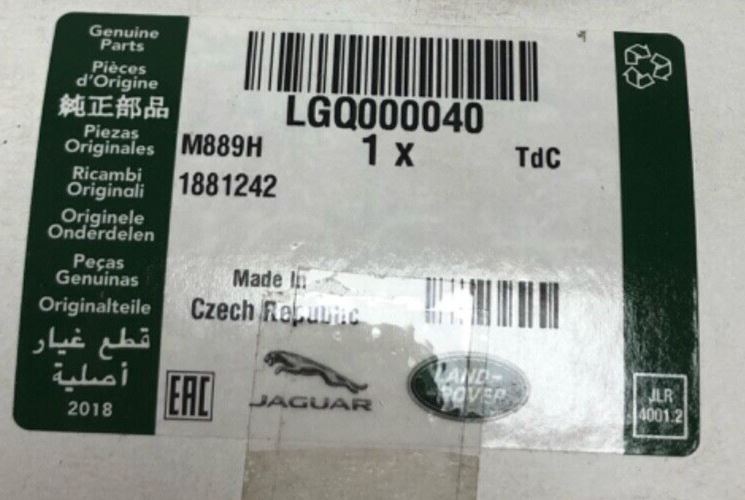 Genuine
Parts
Pièces
d'Origine
純正部品
Piezas
Originales
Ricambi
Originali
Originele
Onderdelen
Peças
Genuínas
Originalteile
قطع غيار
أصلية
2018
LGQ000040
M889H
1 x
TdC
1881242
Made In
Czech Republic
EAC
JAGUAR
LAND-
ROVER
JLR
4001.2